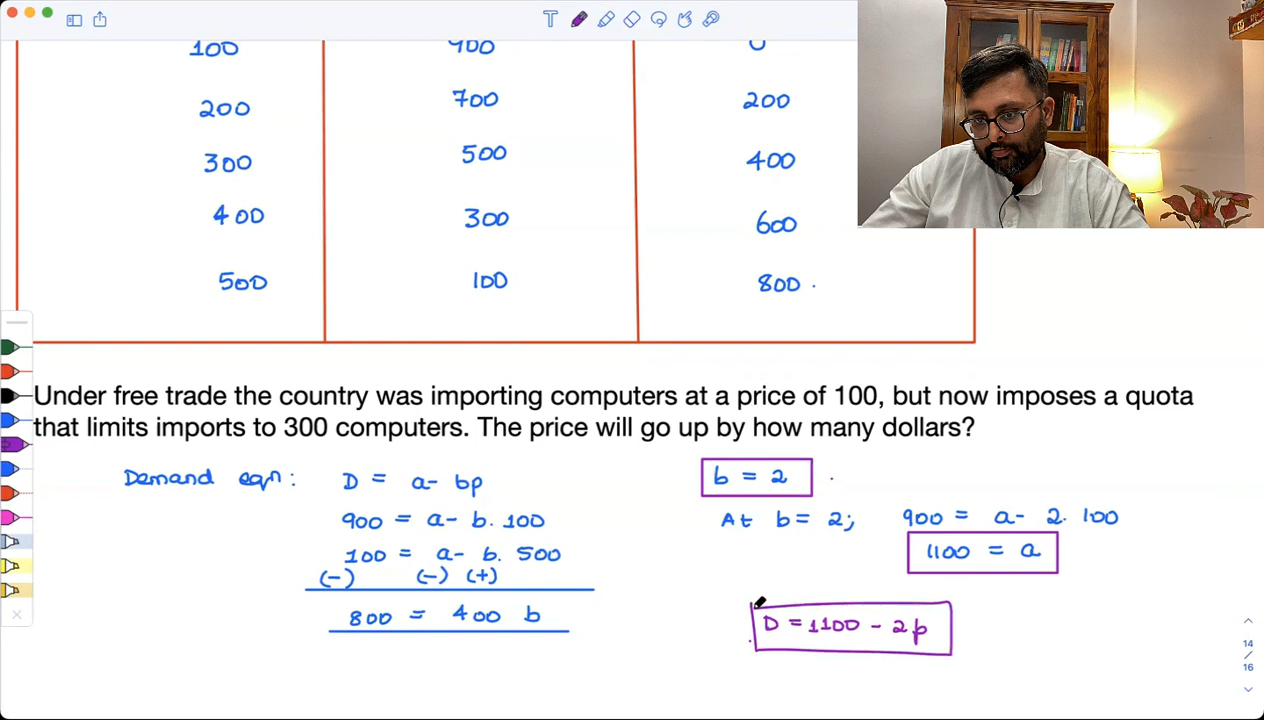 100 900 0
200 700 200
300 500 400
400 300 600
500 100 800 .
Under free trade the country was importing computers at a price of 100, but now imposes a quota
that limits imports to 300 computers. The price will go up by how many dollars?
Demand eqn: D = a- bp
900 = a- b. 100
100 = a- b. 500
(-) (-) (+)
800 = 400 b
b = 2
At b= 2; 900 = a- 2. 100
1100 = a
D = 1100 - 2p
14
/
16